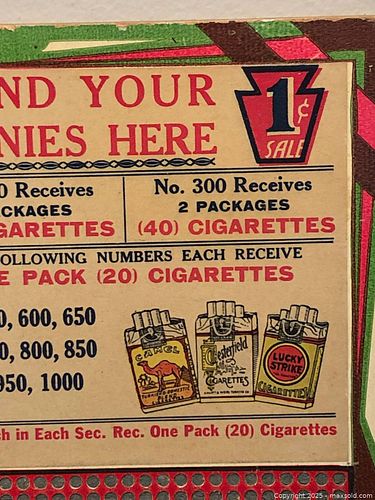 ND YOUR
NIES HERE
1¢
SALE
0 Receives
CKAGES
GARETTES
No. 300 Receives
2 PACKAGES
(40) CIGARETTES
OLLOWING NUMBERS EACH RECEIVE
E PACK (20) CIGARETTES
0, 600, 650
0, 800, 850
950, 1000
CAMEL
Chesterfield
CIGARETTES
LUCKY
STRIKE
CIGARETTES
ch in Each Sec. Rec. One Pack (20) Cigarettes
Copyright 2025 - maxsold.com